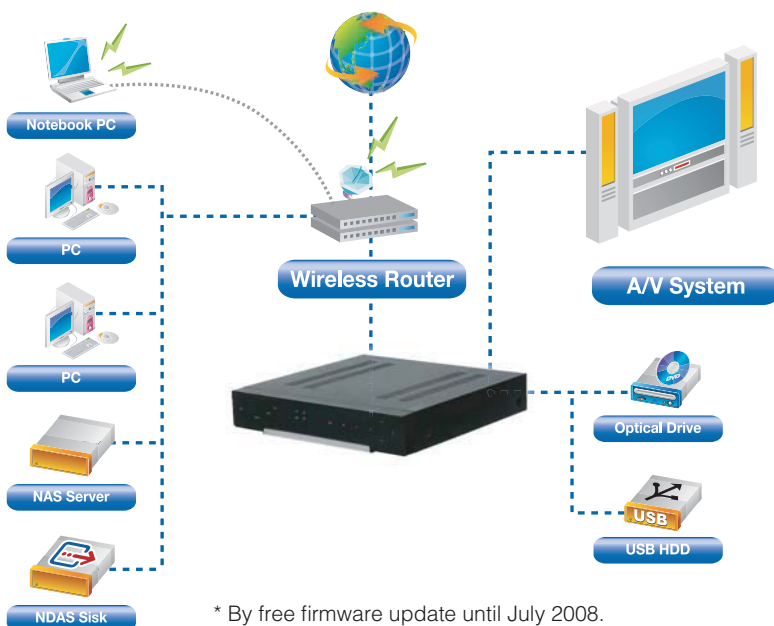 Notebook PC
PC
Wireless Router
A/V System
PC
DVD
Optical Drive
NAS Server
USB
USB HDD
NDAS Sisk
* By free firmware update until July 2008.